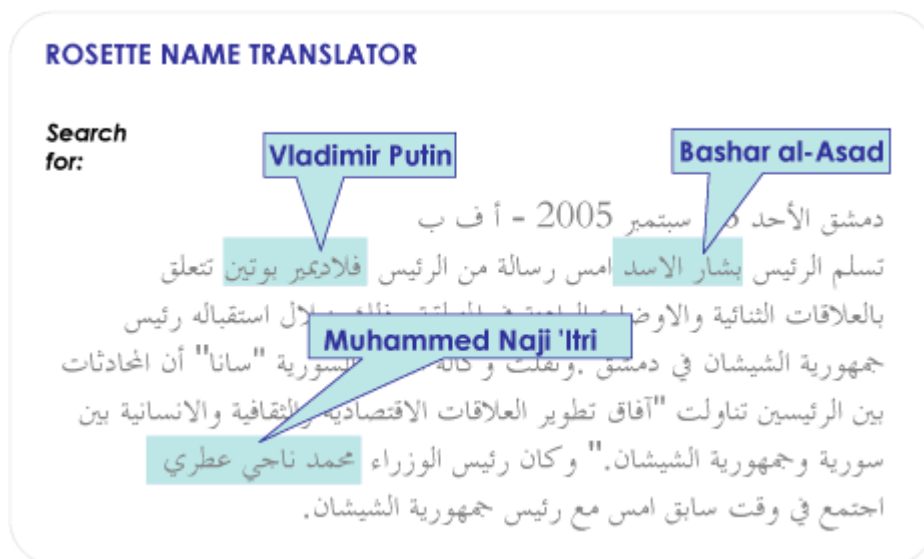 ROSETTE NAME TRANSLATOR
Search
for:
Vladimir Putin
Bashar al-Asad
دمشق الأحد سبتمبر 2005 - أ ف ب
تسلم الرئيس بشار الاسد امس رسالة من الرئيس فلاديمير بوتين تتعلق
بالعلاقات الثنائية استقباله رئيس
Muhammed Naji 'Itri
جمهورية الشيشان في دمشق .ونقلت وكالة السورية "سانا" أن المحادثات
بين الرئيسين تناولت "آفاق تطوير العلاقات الاقتصادية والثقافية والانسانية بين
سورية وجمهورية الشيشان." وكان رئيس الوزراء محمد ناجي عطري
اجتمع في وقت سابق امس مع رئيس جمهورية الشيشان.